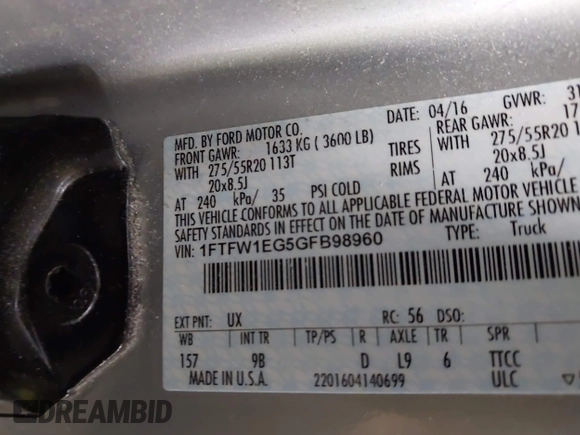 DATE: 04/16 GVWR: 31
MFD. BY FORD MOTOR CO.
FRONT GAWR: 1633 KG ( 3600 LB) REAR GAWR: 17
WITH 275/55R20 113T TIRES WITH 275/55R20 1
20x8.5J RIMS 20x8.5J
AT 240 kPa/ 35 PSI COLD AT 240 kPa/
THIS VEHICLE CONFORMS TO ALL APPLICABLE FEDERAL MOTOR VEHICLE
SAFETY STANDARDS IN EFFECT ON THE DATE OF MANUFACTURE SHOWN
VIN: 1FTFW1EG5GFB98960 TYPE: Truck
EXT PNT: UX RC: 56 DSO:
WB INT TR TP/PS R AXLE TR SPR
157 9B D L9 6 TTCC
MADE IN U.S.A. 2201604140699 ULC
DREAMBID